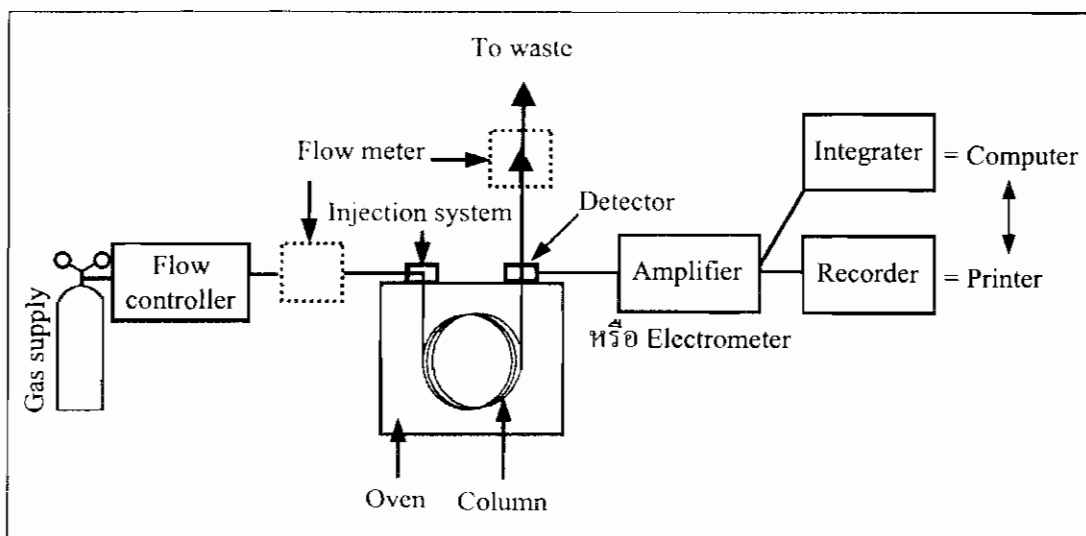 To waste
Flow meter
Injection system
Detector
Integrater = Computer
Flow controller
Amplifier
Recorder = Printer
หรือ Electrometer
Gas supply
Oven
Column